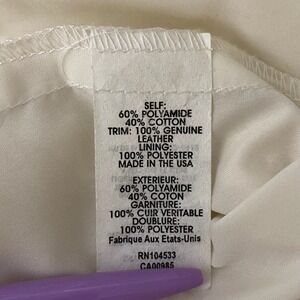 SELF:
60% POLYAMIDE
40% COTTON
TRIM: 100% GENUINE
LEATHER
LINING:
100% POLYESTER
MADE IN THE USA
EXTERIEUR:
60% POLYAMIDE
40% COTON
GARNITURE:
100% CUIR VERITABLE
DOUBLURE:
100% POLYESTER
Fabrique Aux Etats-Unis
RN104533
CA00985